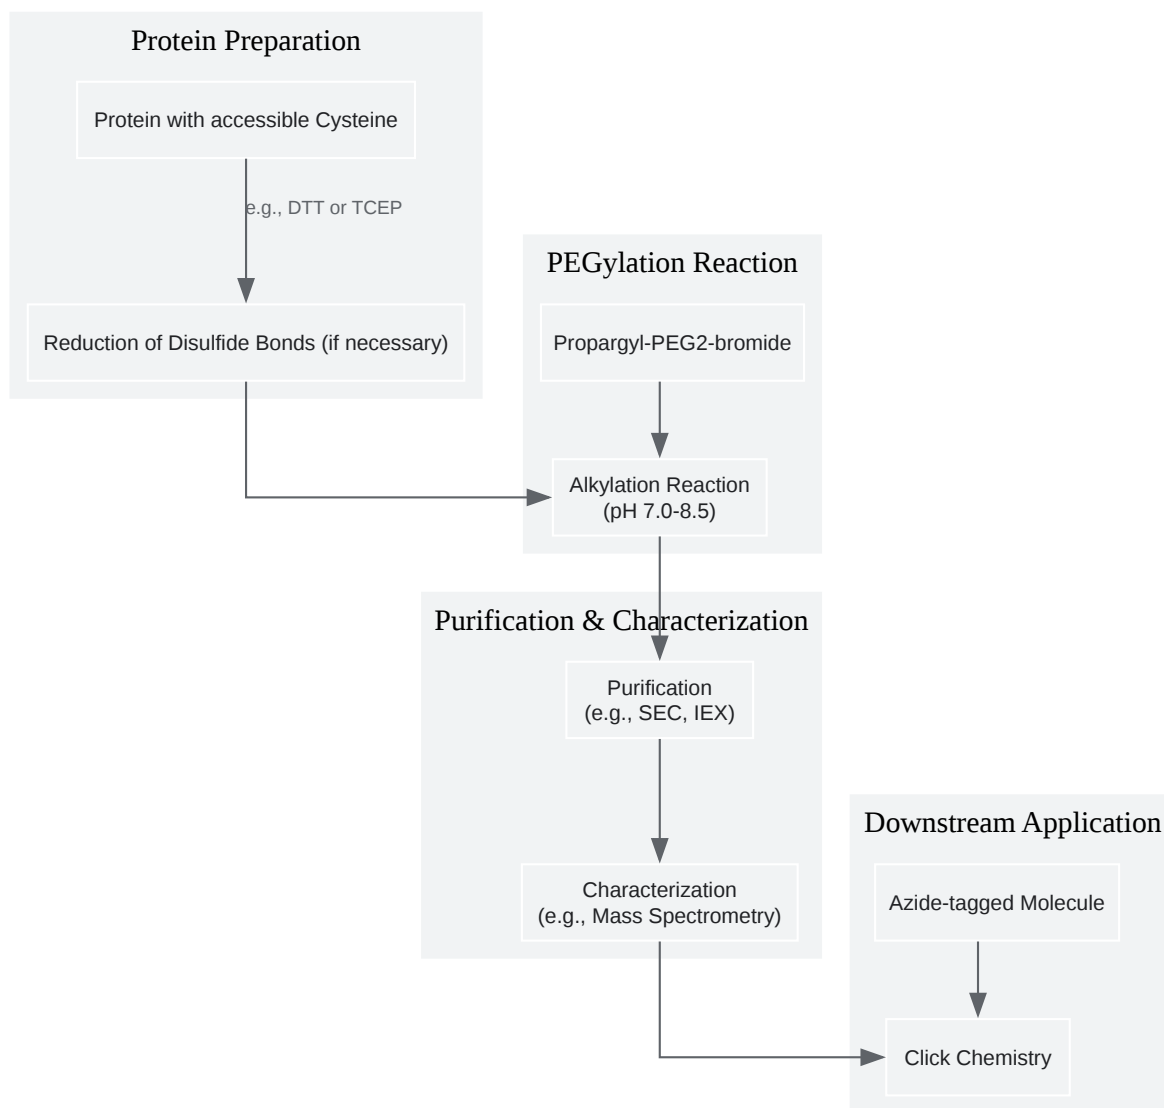 Protein Preparation
Protein with accessible Cysteine
e.g., DTT or TCEP
Reduction of Disulfide Bonds (if necessary)
PEGylation Reaction
Propargyl-PEG2-bromide
Alkylation Reaction
(pH 7.0-8.5)
Purification & Characterization
Purification
(e.g., SEC, IEX)
Characterization
(e.g., Mass Spectrometry)
Downstream Application
Azide-tagged Molecule
Click Chemistry